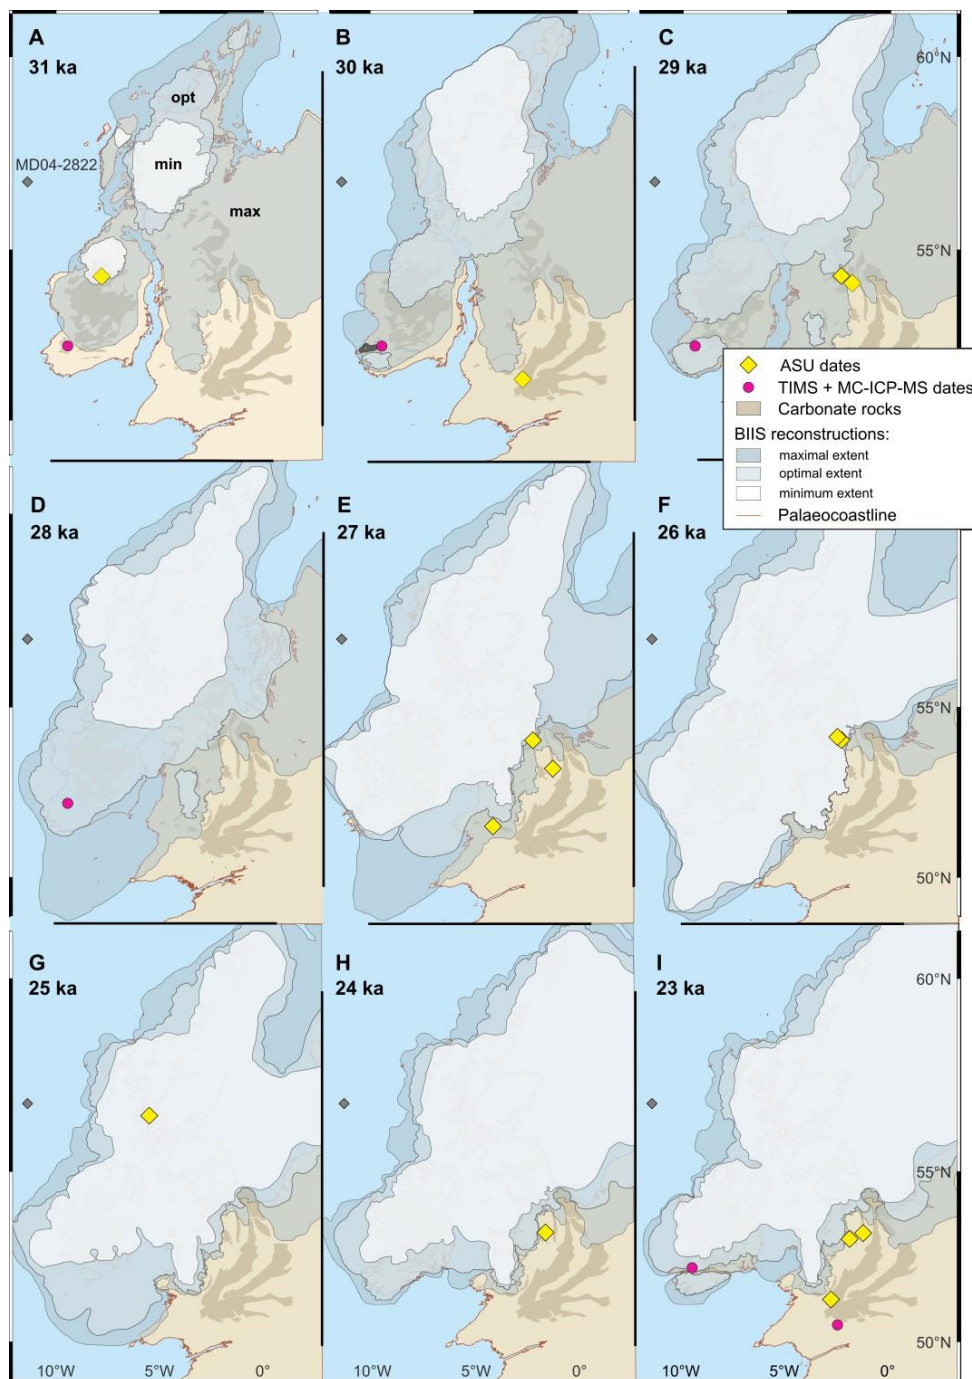 A
31 ka
opt
min
max
MD04-2822
B
30 ka
C
29 ka
60°N
55°N
ASU dates
TIMS + MC-ICP-MS dates
Carbonate rocks
BIIS reconstructions:
maximal extent
optimal extent
minimum extent
Palaeocoastline
D
28 ka
E
27 ka
F
26 ka
55°N
50°N
G
25 ka
H
24 ka
I
23 ka
60°N
55°N
50°N
10°W
5°W
0°
10°W
5°W
0°
10°W
5°W
0°